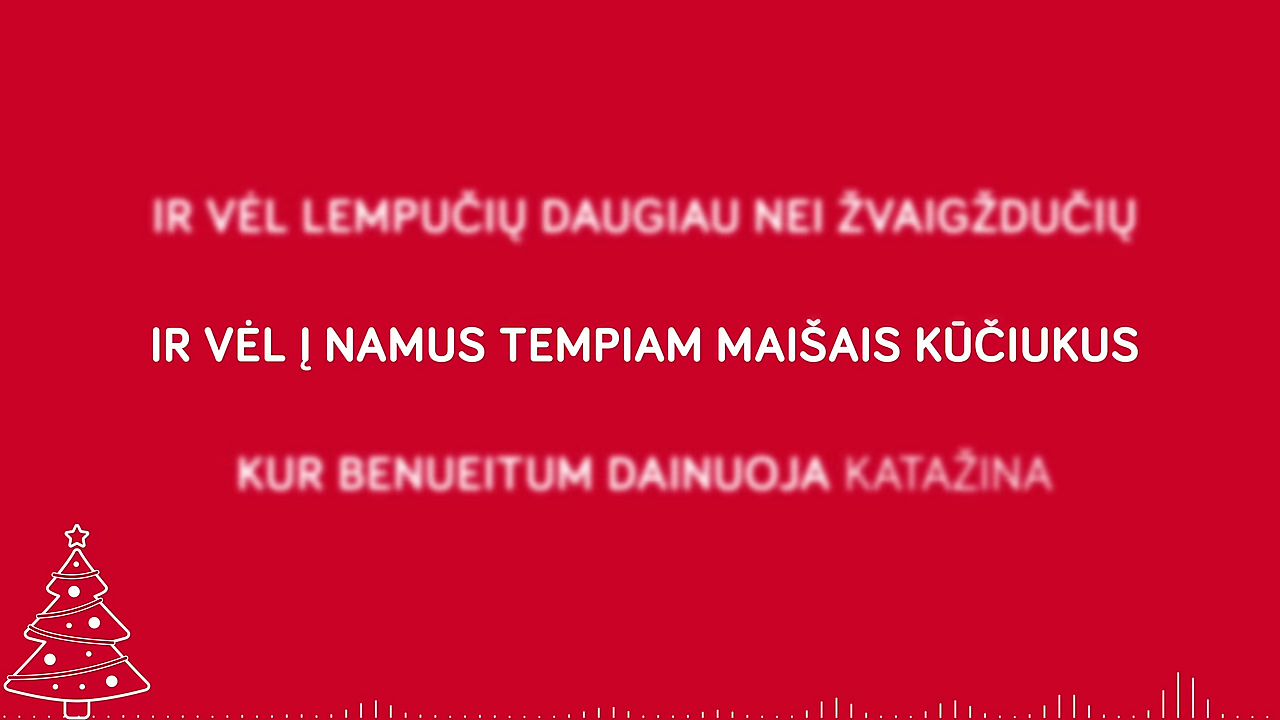 IR VĖL LEMPUČIŲ DAUGIAU NEI ŽVAIGŽDUČIŲ
IR VĖL Į NAMUS TEMPIAM MAIŠAIS KŪČIUKUS
KUR BENUEITUM DAINUOJA KATAŽINA